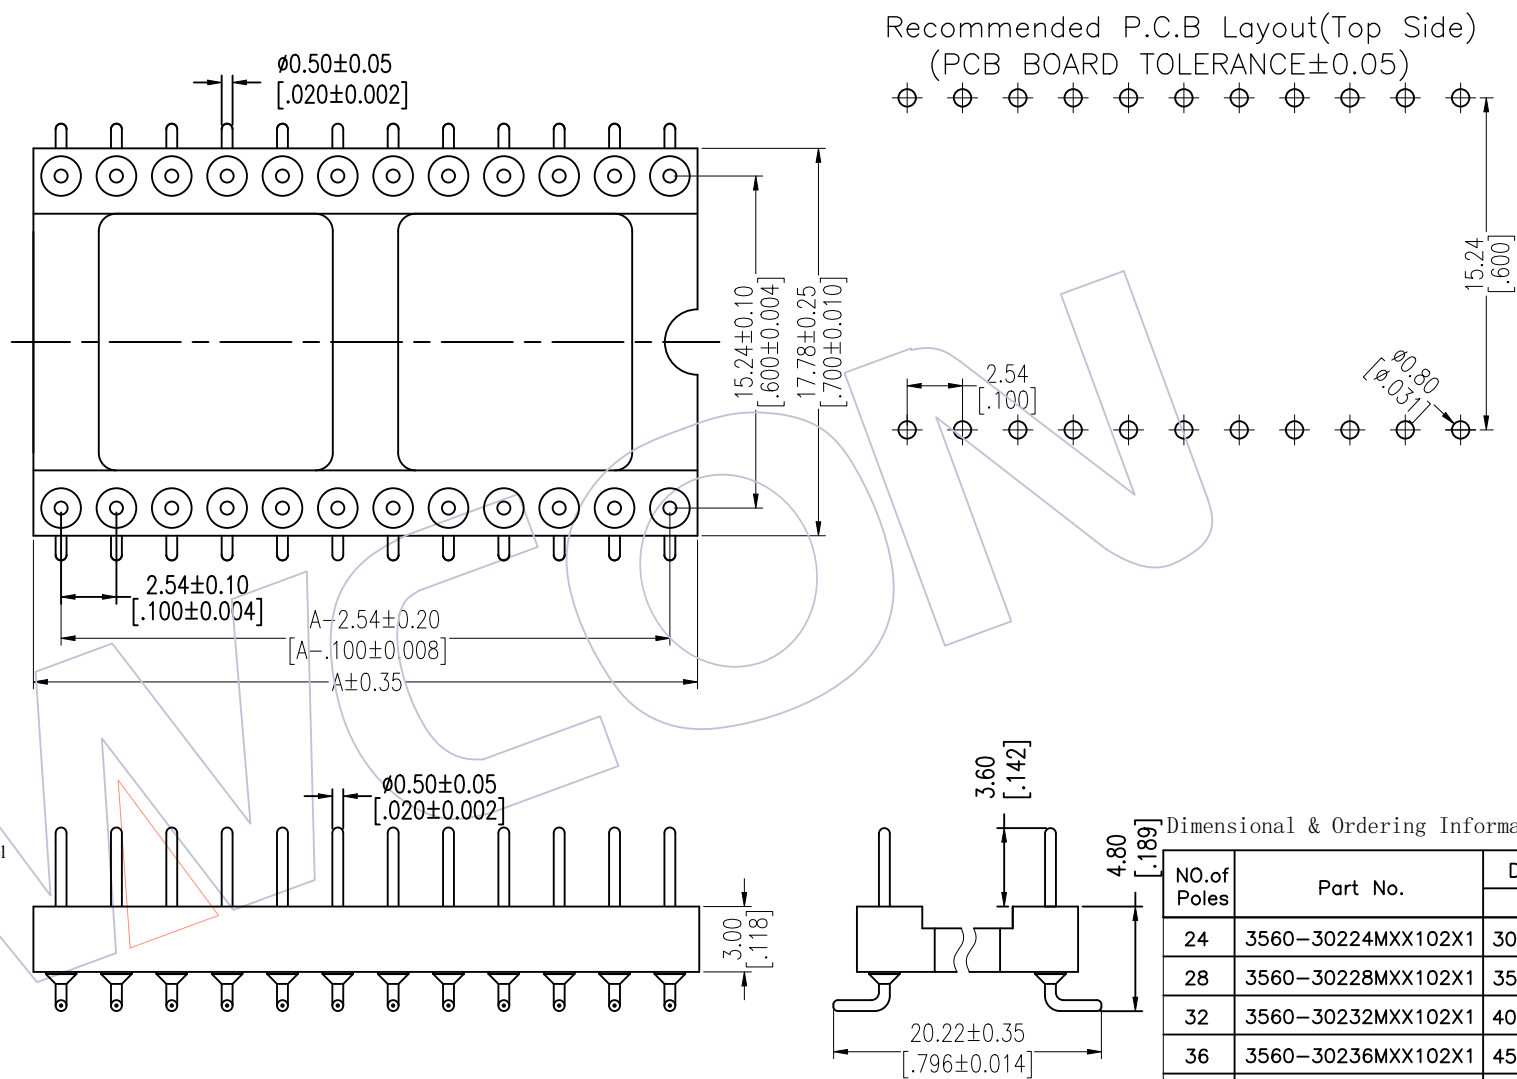 Recommended P.C.B Layout(Top Side)
(PCB BOARD TOLERANCE±0.05)
ø0.50±0.05
[.020±0.002]
15.24±0.10
[.600±0.004]
17.78±0.25
[.700±0.010]
15.24
[.600]
2.54
[.100]
ø0.80
[ø.031]
2.54±0.10
[.100±0.004]
A-2.54±0.20
[A-.100±0.008]
A±0.35
WCON
ø0.50±0.05
[.020±0.002]
3.00
[.118]
3.60
[.142]
4.80
[.189]
20.22±0.35
[.796±0.014]
Dimensional & Ordering Informa
NO.of Poles Part No. D
24 3560-30224MXX102X1 30
28 3560-30228MXX102X1 35
32 3560-30232MXX102X1 40
36 3560-30236MXX102X1 45